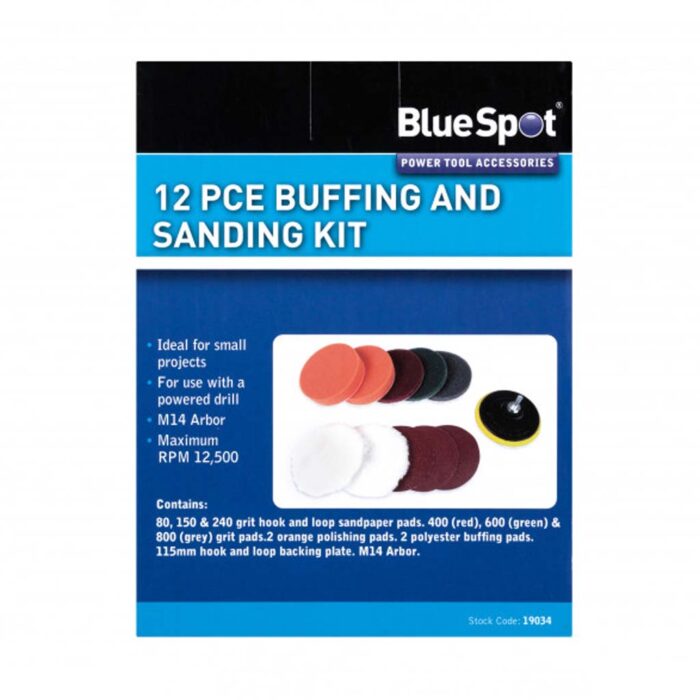 BlueSpot®
POWER TOOL ACCESSORIES
12 PCE BUFFING AND
SANDING KIT
• Ideal for small
projects
• For use with a
powered drill
• M14 Arbor
• Maximum
RPM 12,500
Contains:
80, 150 & 240 grit hook and loop sandpaper pads. 400 (red), 600 (green) &
800 (grey) grit pads.2 orange polishing pads. 2 polyester buffing pads.
115mm hook and loop backing plate. M14 Arbor.
Stock Code: 19034